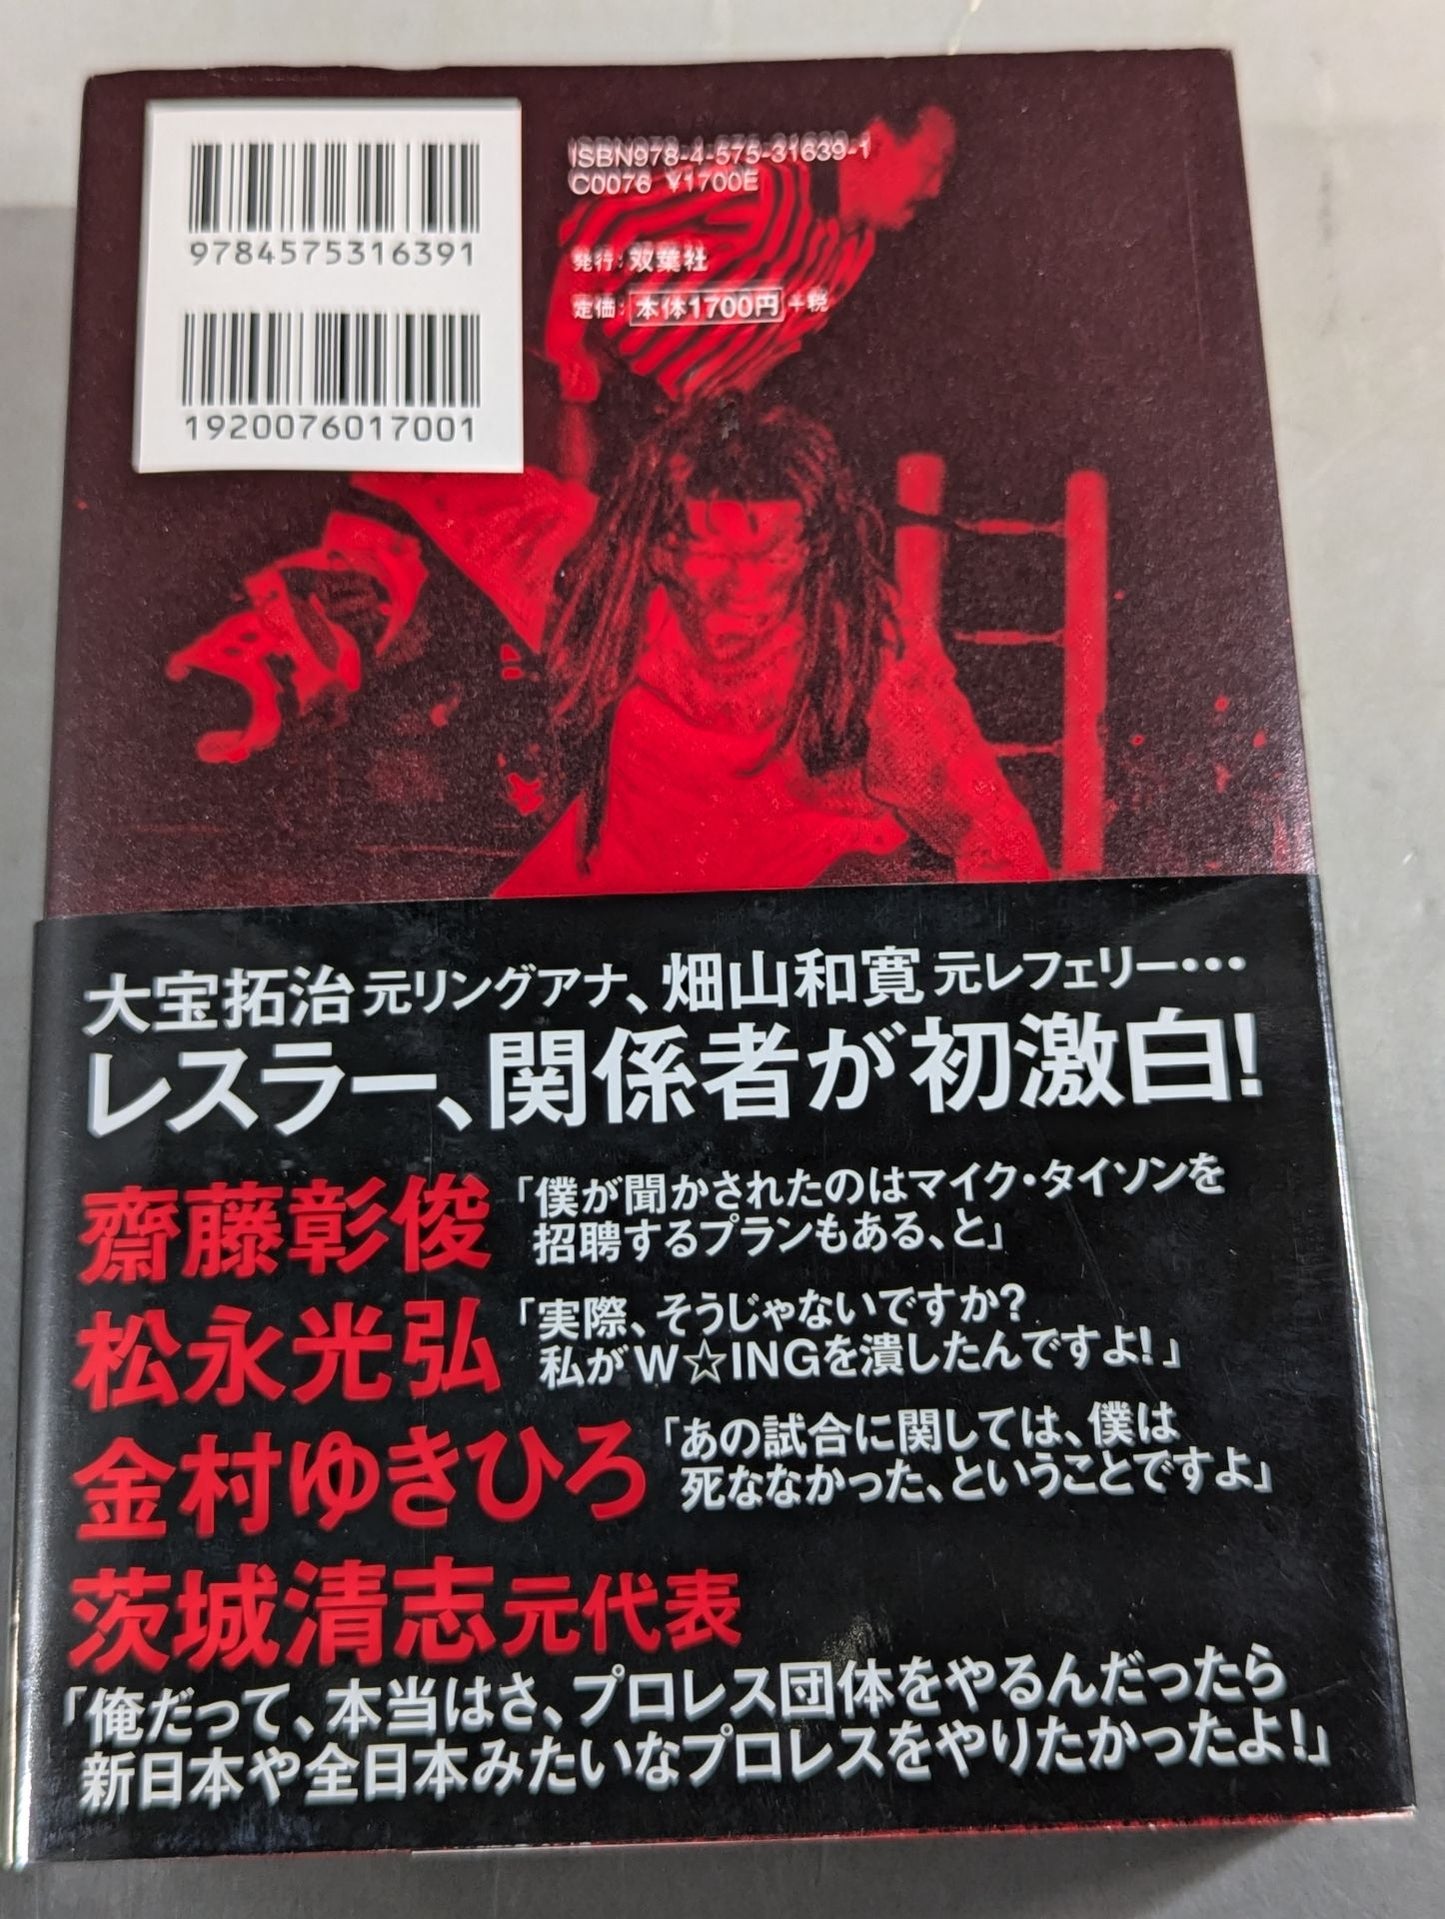 9784575316391
1920076017001
ISBN978-4-575-31639-1
C0076 ¥1700E
発行:双葉社
定価:本体1700円+税
大宝拓治元リングアナ、畑山和寛元レフェリー…
レスラー、関係者が初激白!
齋藤彰俊「僕が聞かされたのはマイク・タイソンを
招聘するプランもある、と」
松永光弘「実際、そうじゃないですか?
私がW☆INGを潰したんですよ!」
金村ゆきひろ「あの試合に関しては、僕は
死ななかった、ということですよ」
茨城清志元代表
「俺だって、本当はさ、プロレス団体をやるんだったら
新日本や全日本みたいなプロレスをやりたかったよ!」